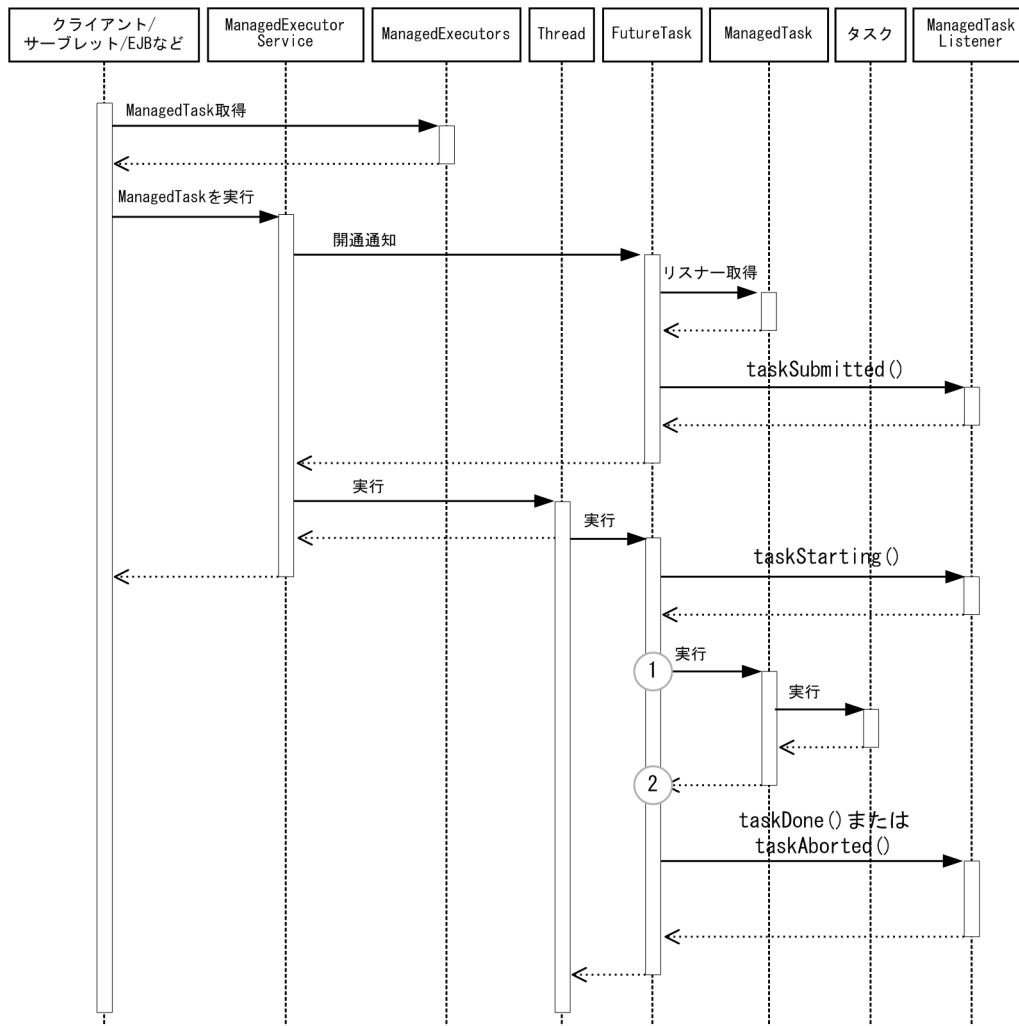 クライアント/
サーブレット/EJBなど
ManagedExecutor
Service
ManagedExecutors
Thread
FutureTask
ManagedTask
タスク
ManagedTask
Listener
ManagedTask取得
ManagedTaskを実行
開通通知
リスナー取得
taskSubmitted()
実行
実行
taskStarting()
1
実行
実行
2
taskDone()または
taskAborted()